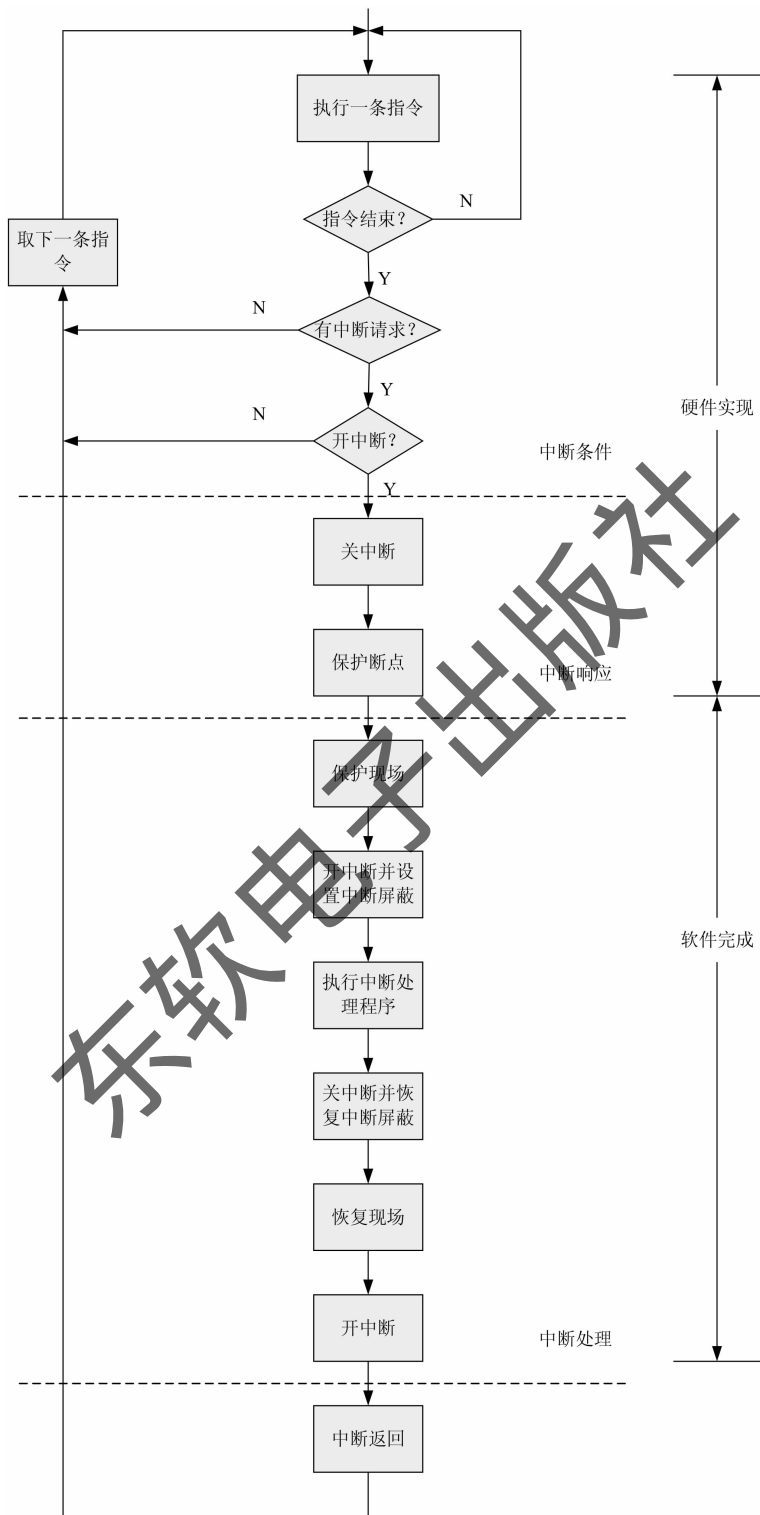 执行一条指令
指令结束？
N
取下一条指
令
Y
有中断请求？
N
Y
开中断？
N
硬件实现
中断条件
Y
关中断
保护断点
中断响应
保护现场
开中断并设
置中断屏蔽
软件完成
执行中断处
理程序
关中断并恢
复中断屏蔽
恢复现场
开中断
中断处理
中断返回
东软电子出版社